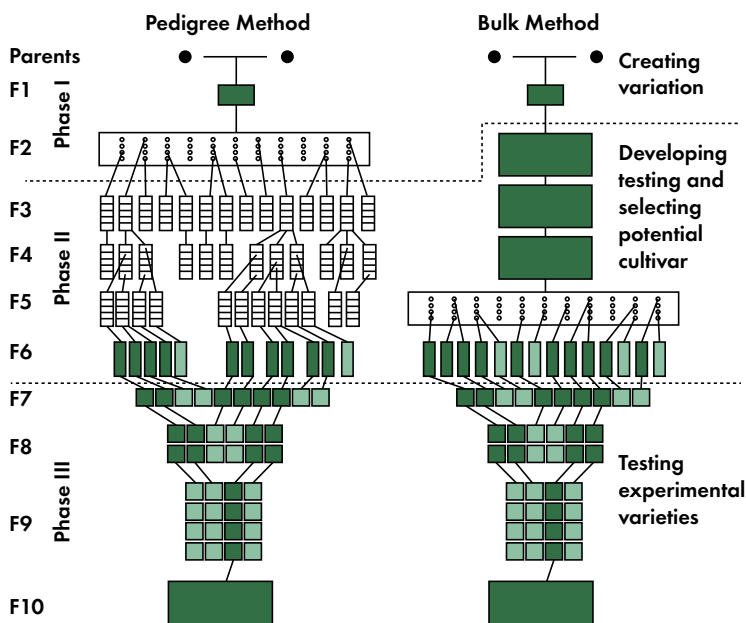 Pedigree Method
Bulk Method
Parents
F1
F2
F3
F4
F5
F6
F7
F8
F9
F10
Phase I
Phase II
Phase III
Creating
variation
Developing
testing and
selecting
potential
cultivar
Testing
experimental
varieties